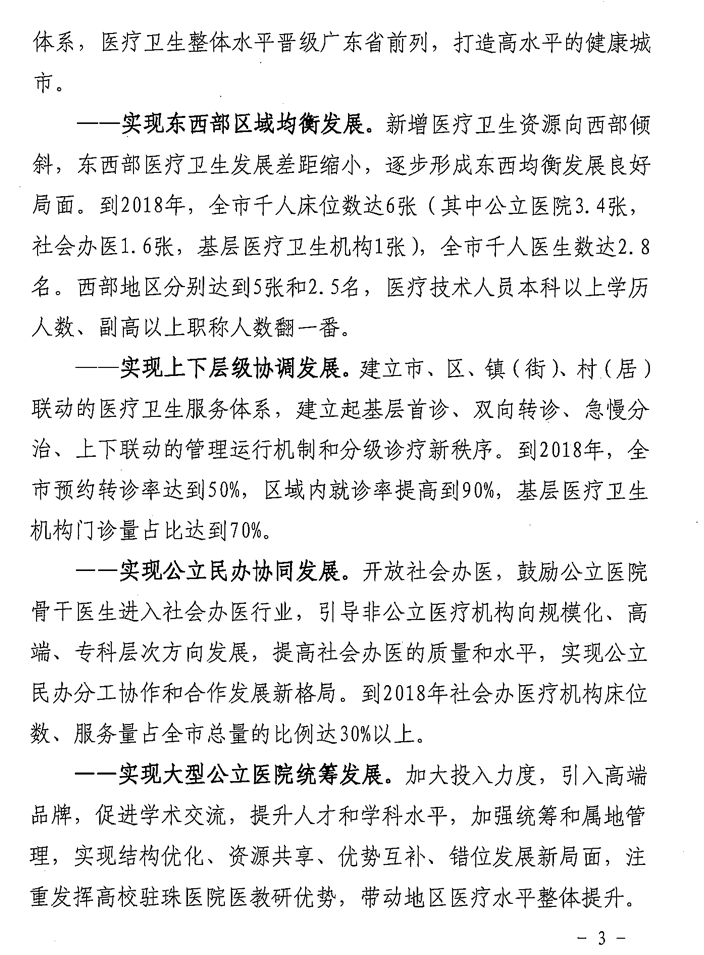 体系，医疗卫生整体水平晋级广东省前列，打造高水平的健康城
市。
——实现东西部区域均衡发展。新增医疗卫生资源向西部倾
斜，东西部医疗卫生发展差距缩小，逐步形成东西均衡发展良好
局面。到2018年，全市千人床位数达6张（其中公立医院3.4张，
社会办医1.6张，基层医疗卫生机构1张），全市千人医生数达2.8
名。西部地区分别达到5张和2.5名，医疗技术人员本科以上学历
人数、副高以上职称人数翻一番。
——实现上下层级协调发展。建立市、区、镇（街）、村（居）
联动的医疗卫生服务体系，建立起基层首诊、双向转诊、急慢分
治、上下联动的管理运行机制和分级诊疗新秩序。到2018年，全
市预约转诊率达到50%，区域内就诊率提高到90%，基层医疗卫生
机构门诊量占比达到70%。
——实现公立民办协同发展。开放社会办医，鼓励公立医院
骨干医生进入社会办医行业，引导非公立医疗机构向规模化、高
端、专科层次方向发展，提高社会办医的质量和水平，实现公立
民办分工协作和合作发展新格局。到2018年社会办医疗机构床位
数、服务量占全市总量的比例达30%以上。
——实现大型公立医院统筹发展。加大投入力度，引入高端
品牌，促进学术交流，提升人才和学科水平，加强统筹和属地管
理，实现结构优化、资源共享、优势互补、错位发展新局面，注
重发挥高校驻珠医院医教研优势，带动地区医疗水平整体提升。
- 3 -